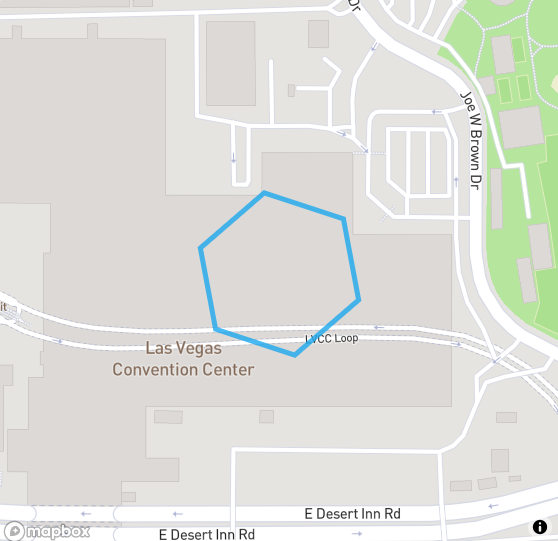 Dr
Joe W Brown Dr
it
LVCC Loop
Las Vegas
Convention Center
E Desert Inn Rd
E Desert Inn Rd
mapbox
i